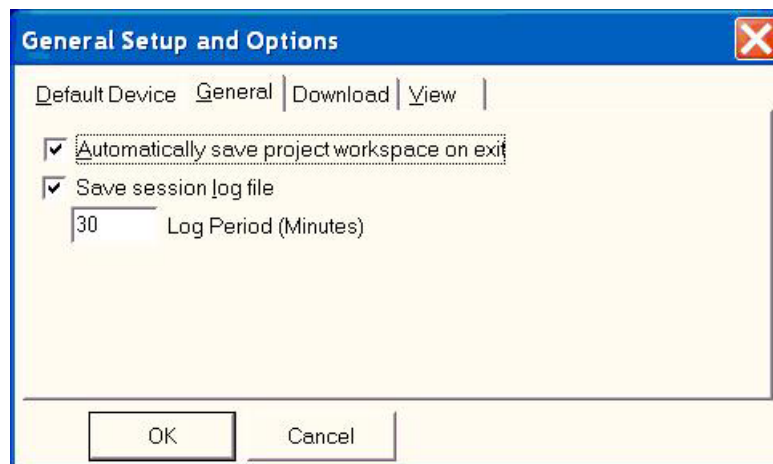 General Setup and Options
Default Device General Download View
Automatically save project workspace on exit
Save session log file
30 Log Period (Minutes)
OK Cancel